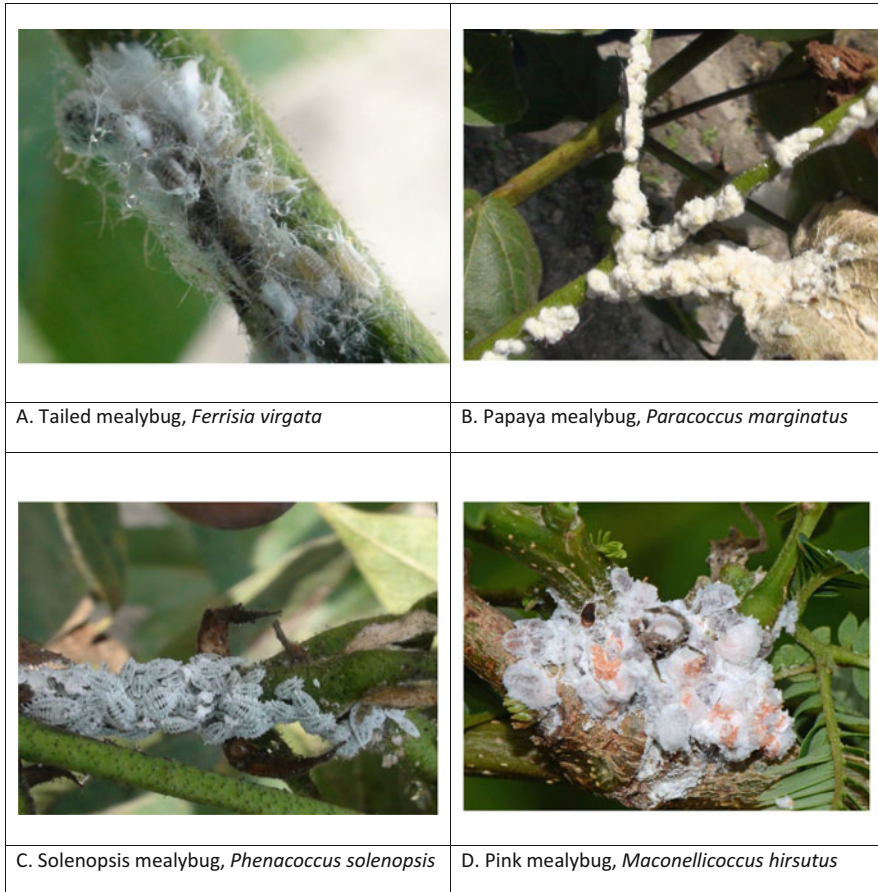 A. Tailed mealybug, Ferrisia virgata
B. Papaya mealybug, Paracoccus marginatus
C. Solenopsis mealybug, Phenacoccus solenopsis
D. Pink mealybug, Maconellicoccus hirsutus